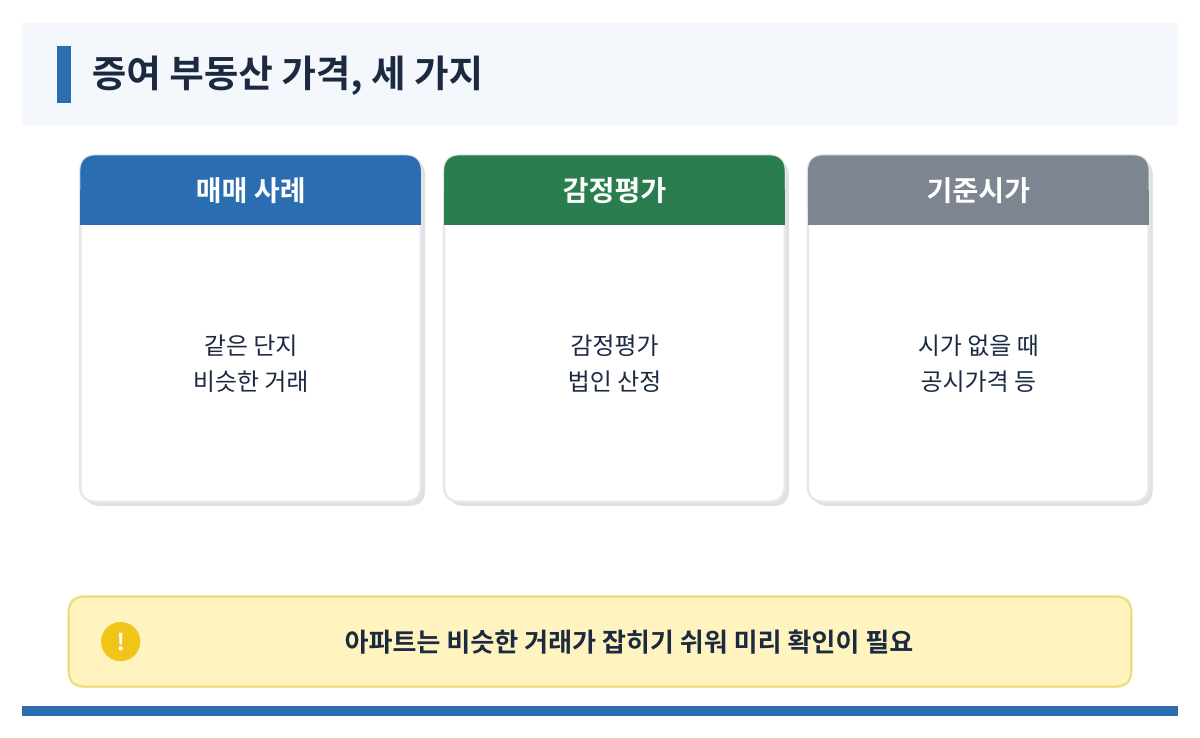 증여 부동산 가격, 세 가지
매매 사례
같은 단지
비슷한 거래
감정평가
감정평가
법인 산정
기준시가
시가 없을 때
공시가격 등
!
아파트는 비슷한 거래가 잡히기 쉬워 미리 확인이 필요